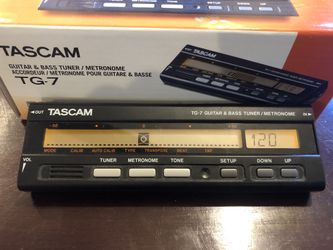 TASCAM
GUITAR & BASS TUNER / METRONOME
ACCORDEUR / MÉTRONOME POUR GUITARE & BASSE
TG-7
OUT
IN
TASCAM
TG-7 GUITAR & BASS TUNER/METRONOME
120
MODE CALIB AUTO CALIB TYPE TRANSPOSE BEAT
VOL
TUNER METRONOME TONE SETUP DOWN UP